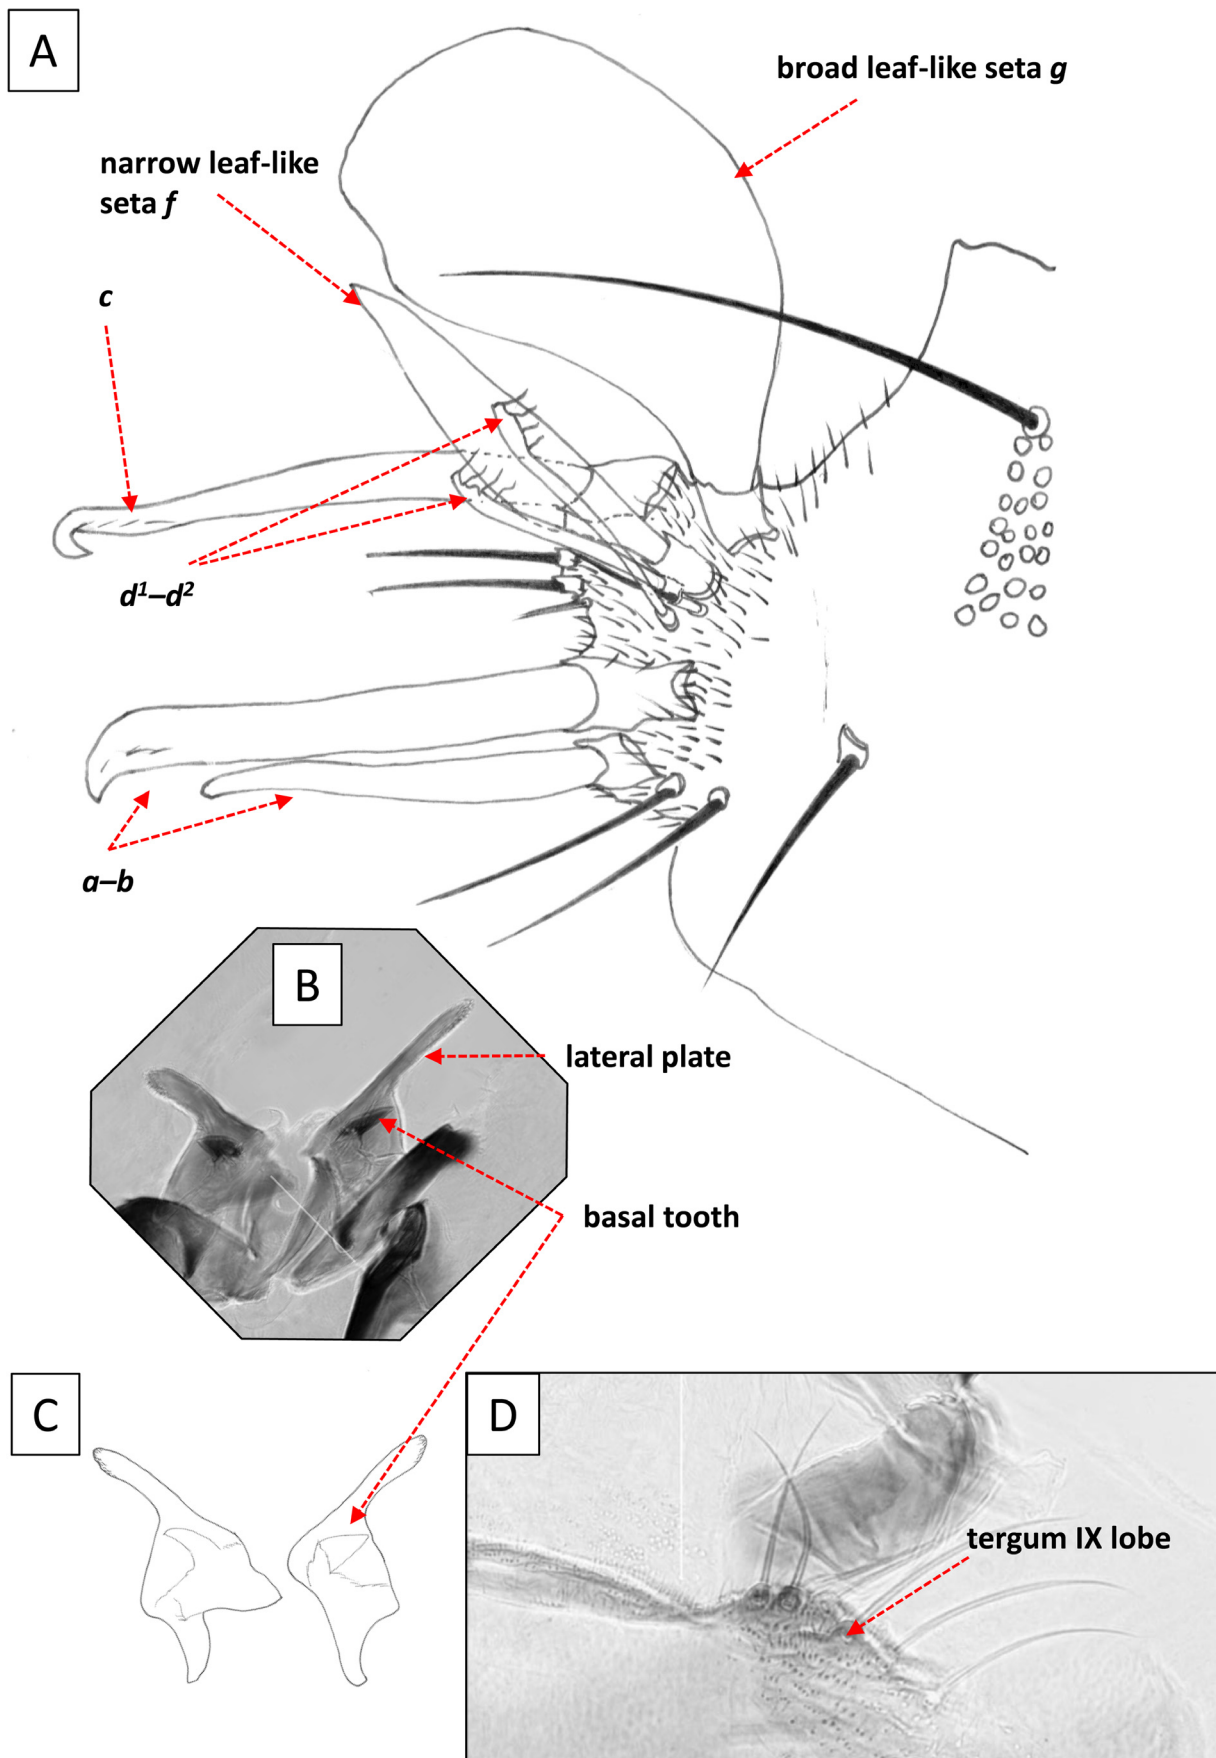 A
broad leaf-like seta g
narrow leaf-like
seta f
c
d¹–d²
a–b
B
lateral plate
basal tooth
C
D
tergum IX lobe